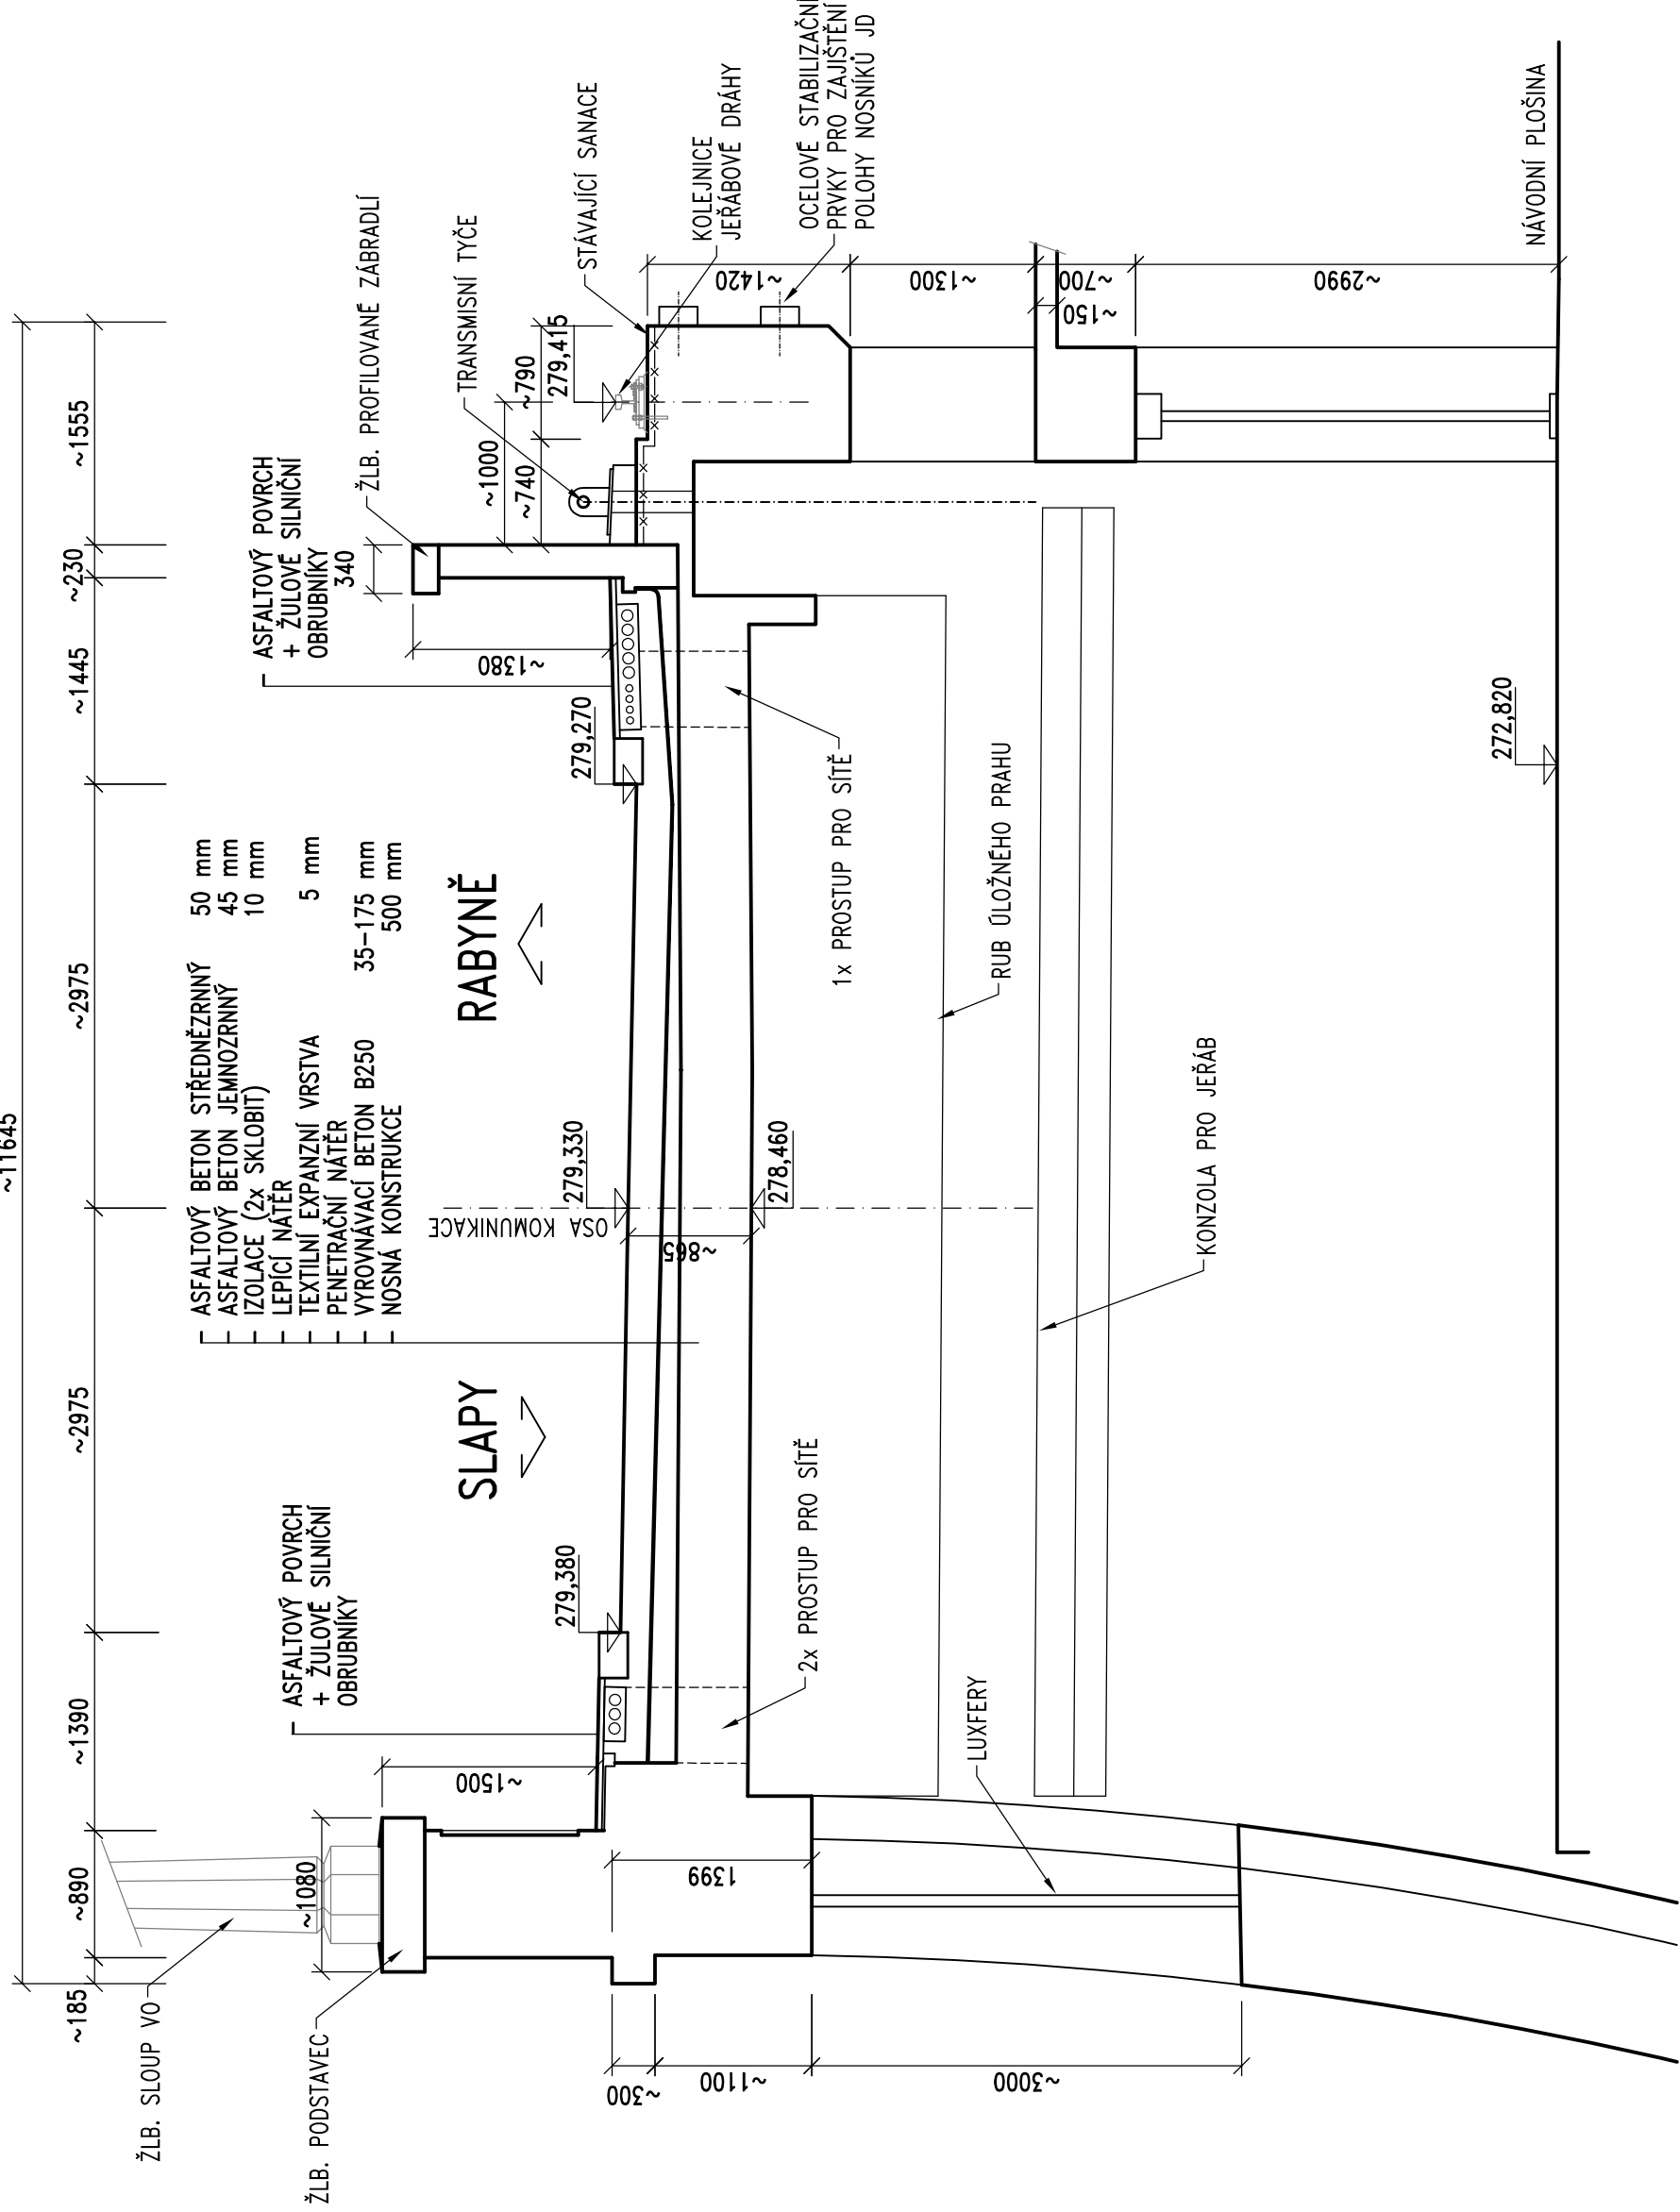 ~11645
~185
~890
~1390
~2975
~2975
~1445
~230
~1555
ŽLB. SLOUP VO
ŽLB. PODSTAVEC
~1080
~1500
1399
~300
~1100
~3000
ASFALTOVÝ POVRCH
+ ŽULOVÉ SILNIČNÍ
OBRUBNÍKY
279,380
SLAPY
ASFALTOVÝ BETON STŘEDNĚZRNNÝ 50 mm
ASFALTOVÝ BETON JEMNOZRNNÝ 45 mm
IZOLACE (2x SKLOBIT) 10 mm
LEPÍCÍ NÁTĚR
TEXTILNÍ EXPANZNÍ VRSTVA 5 mm
PENETRAČNÍ NÁTĚR
VYROVNÁVACÍ BETON B250 35-175 mm
NOSNÁ KONSTRUKCE 500 mm
RABYNĚ
OSA KOMUNIKACE
279,330
~865
278,460
279,270
ASFALTOVÝ POVRCH
+ ŽULOVÉ SILNIČNÍ
OBRUBNÍKY
340
~1380
ŽLB. PROFILOVANÉ ZÁBRADLÍ
TRANSMISNÍ TYČE
~1000
~740
~790
279,415
STÁVAJÍCÍ SANACE
KOLEJNICE
JEŘÁBOVÉ DRÁHY
OCELOVÉ STABILIZAČNÍ
PRVKY PRO ZAJIŠTĚNÍ
POLOHY NOSNÍKŮ JD
~1420
~1300
~700
~150
~2990
NÁVODNÍ PLOŠINA
272,820
1x PROSTUP PRO SÍTĚ
2x PROSTUP PRO SÍTĚ
RUB ÚLOŽNÉHO PRAHU
KONZOLA PRO JEŘÁB
LUXFERY